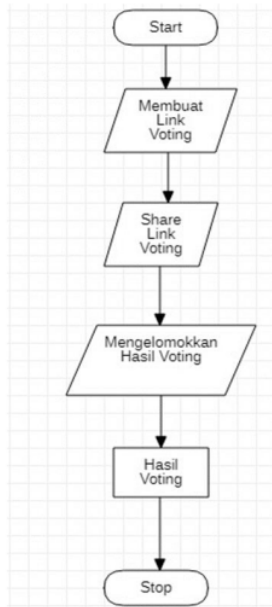 Start
Membuat
Link
Voting
Share
Link
Voting
Mengelomokkan
Hasil Voting
Hasil
Voting
Stop